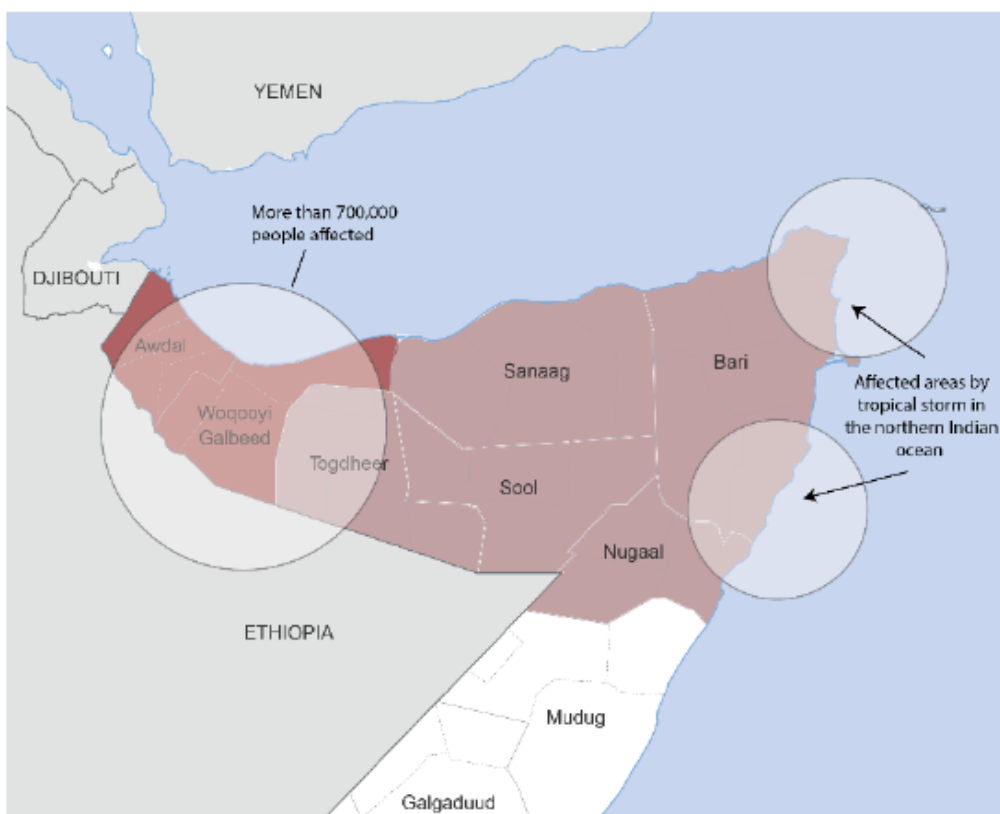 YEMEN
More than 700,000
people affected
DJIBOUTI
Awdal
Sanaag
Bari
Affected areas by
tropical storm in
the northern Indian
ocean
Woqooyi
Galbeed
Togdheer
Sool
Nugaal
ETHIOPIA
Mudug
Galgaduud